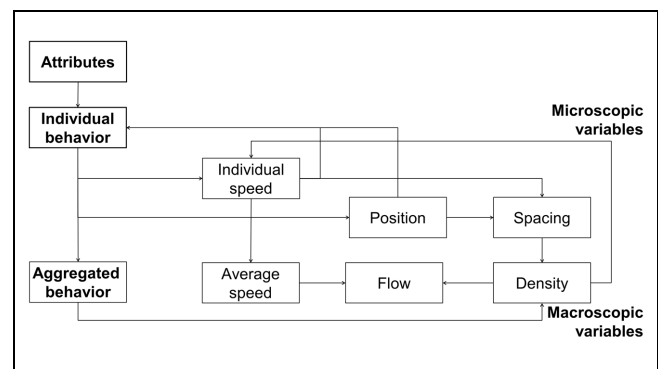 Attributes
Individual
behavior
Microscopic
variables
Individual
speed
Position
Spacing
Aggregated
behavior
Average
speed
Flow
Density
Macroscopic
variables